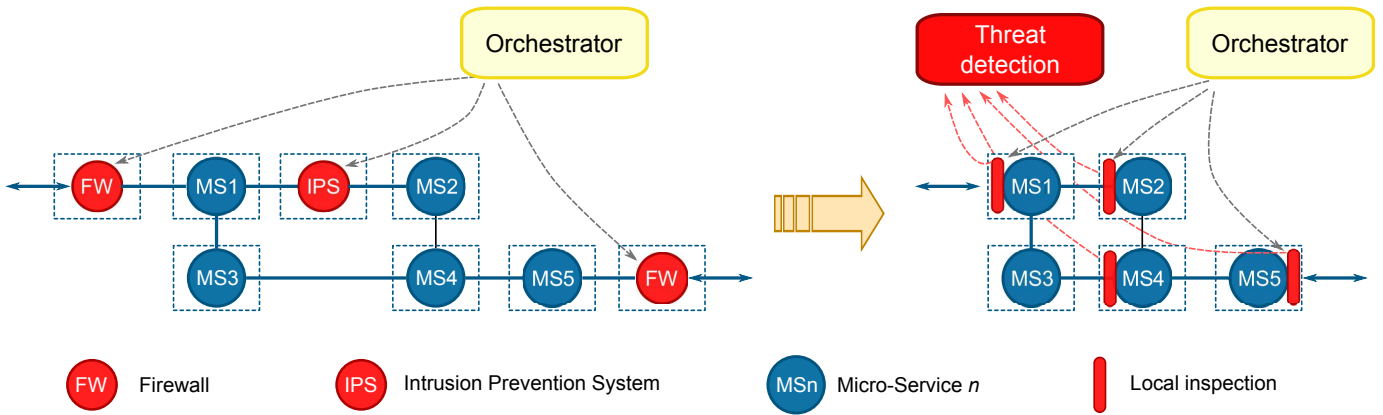 Orchestrator
FW
MS1
IPS
MS2
MS3
MS4
MS5
FW
Threat
detection
Orchestrator
MS1
MS2
MS3
MS4
MS5
FW Firewall
IPS Intrusion Prevention System
MSn Micro-Service n
Local inspection